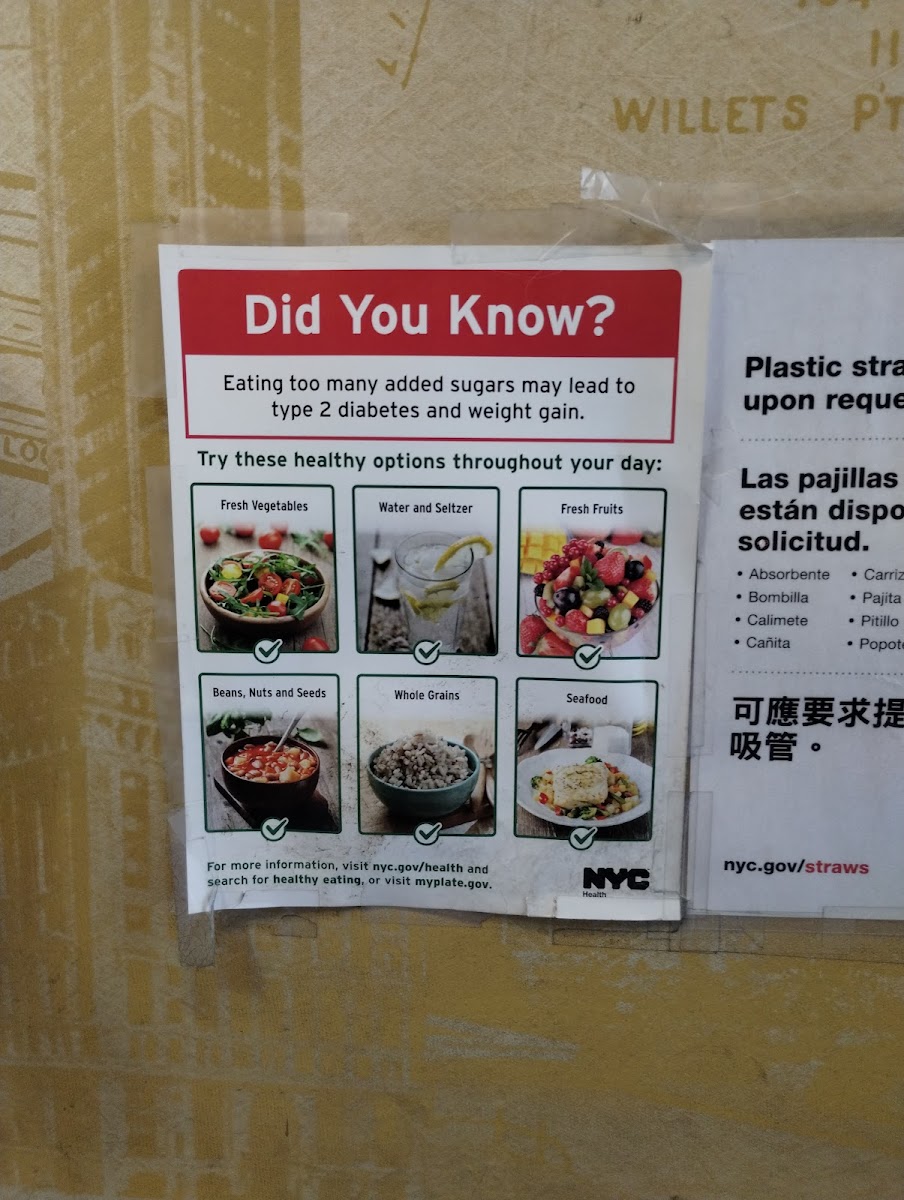 WILLETS
Did You Know?
Eating too many added sugars may lead to
type 2 diabetes and weight gain.
Try these healthy options throughout your day:
Fresh Vegetables
Water and Seltzer
Fresh Fruits
Beans, Nuts and Seeds
Whole Grains
Seafood
For more information, visit nyc.gov/health and
search for healthy eating, or visit myplate.gov.
NYC
Health
Plastic
upon
Las pajillas
están
solicitud.
• Absorbente
• Bombilla • Pajita
• Calimete • Pitillo
• Cañita
可應要求提
吸管。
nyc.gov/straws